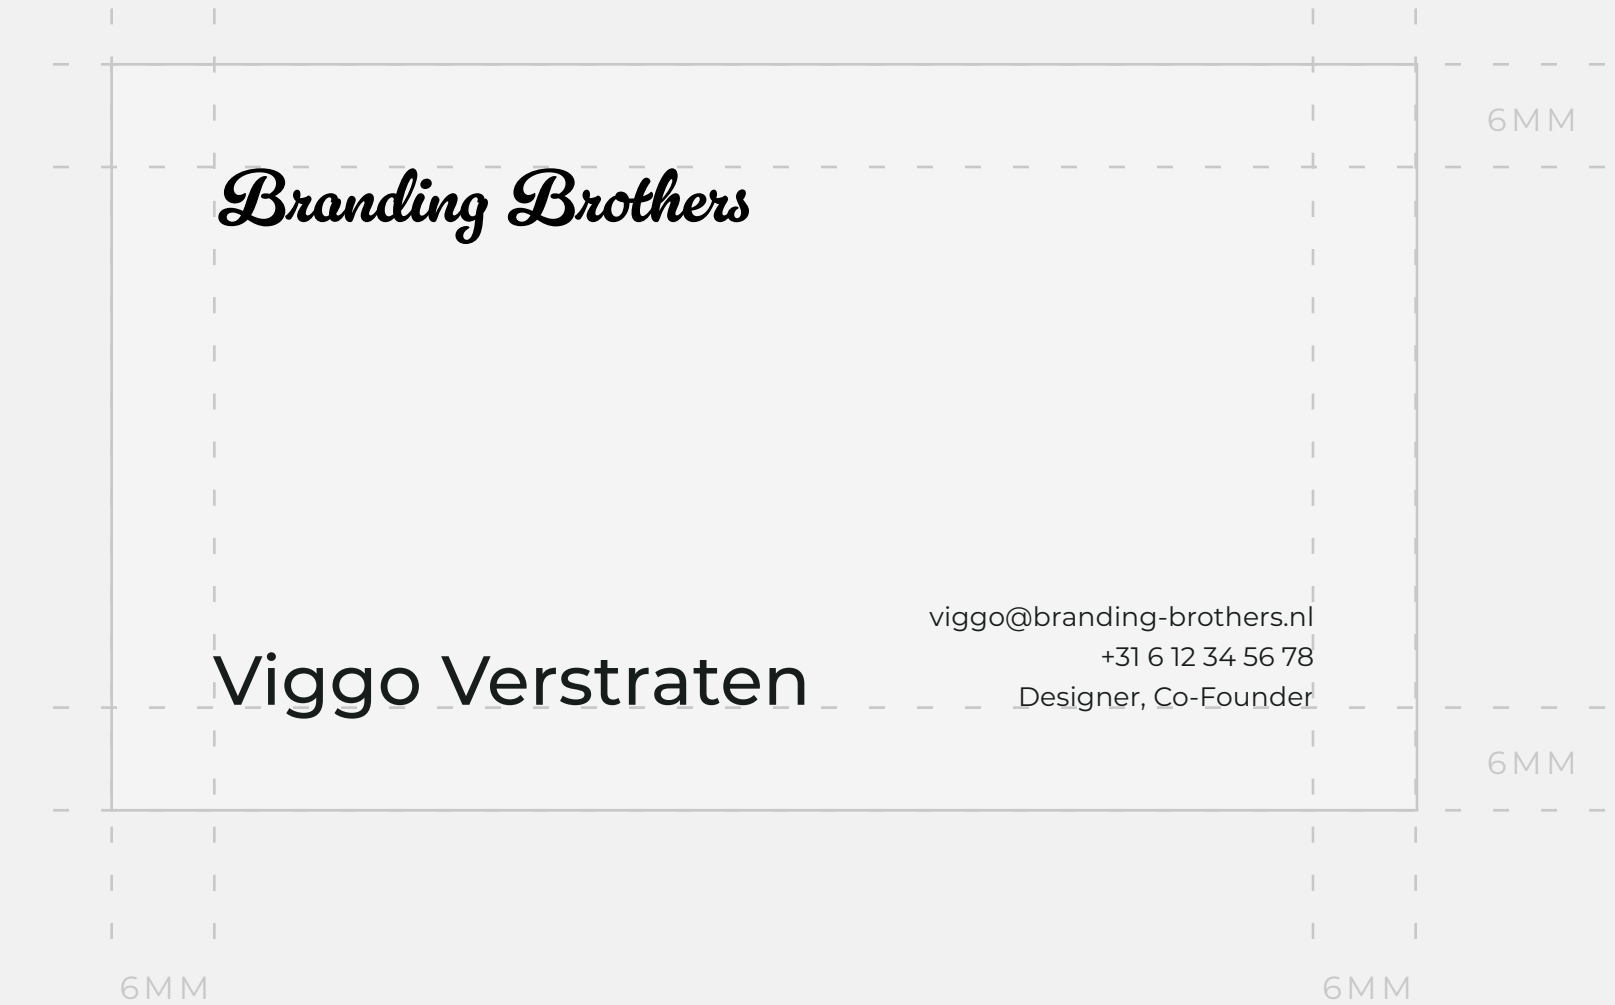 6MM
Branding Brothers
viggo@branding-brothers.nl
+31 6 12 34 56 78
Viggo Verstraten
Designer, Co-Founder
6MM
6MM
6MM